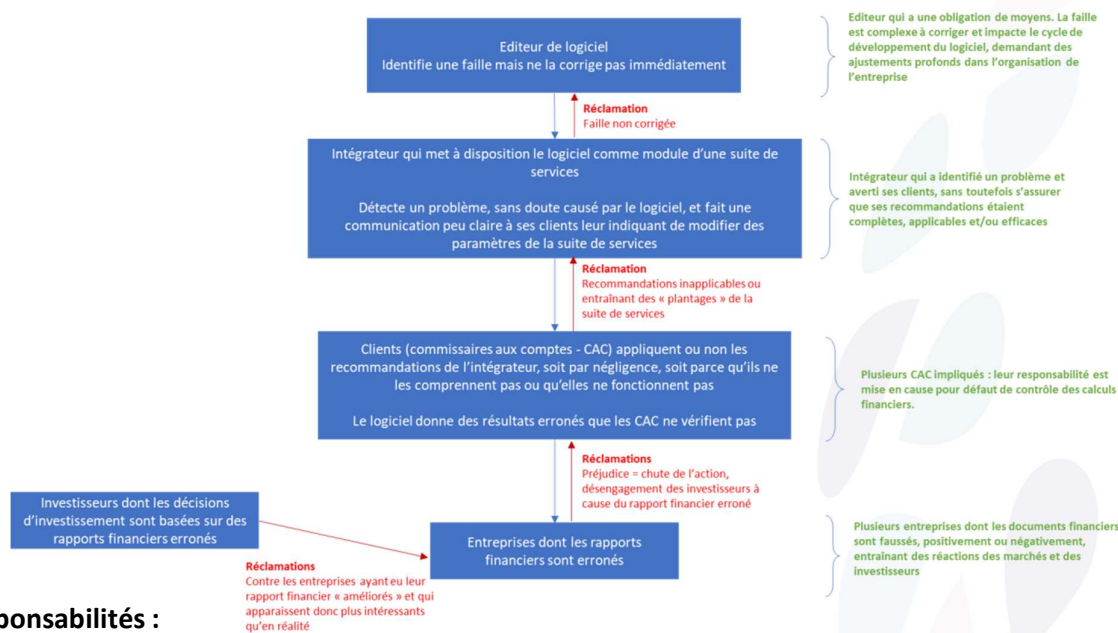 Editeur de logiciel
Identifie une faille mais ne la corrige pas immédiatement
Editeur qui a une obligation de moyens. La faille
est complexe à corriger et impacte le cycle de
développement du logiciel, demandant des
ajustements profonds dans l'organisation de
l'entreprise
Réclamation
Faille non corrigée
Intégrateur qui met à disposition le logiciel comme module d'une suite de
services
Détecte un problème, sans doute causé par le logiciel, et fait une
communication peu claire à ses clients leur indiquant de modifier des
paramètres de la suite de services
Intégrateur qui a identifié un problème et
averti ses clients, sans toutefois s'assurer
que ses recommandations étaient
complètes, applicables et/ou efficaces
Réclamation
Recommandations inapplicables ou
entraînant des « plantages » de la
suite de services
Clients (commissaires aux comptes - CAC) appliquent ou non les
recommandations de l'intégrateur, soit par négligence, soit parce qu'ils ne
les comprennent pas ou qu'elles ne fonctionnent pas
Le logiciel donne des résultats erronés que les CAC ne vérifient pas
Plusieurs CAC impliqués : leur responsabilité est
mise en cause pour défaut de contrôle des calculs
financiers.
Réclamations
Préjudice = chute de l'action,
désengagement des investisseurs à
cause du rapport financier erroné
Investisseurs dont les décisions
d'investissement sont basées sur des
rapports financiers erronés
Entreprises dont les rapports
financiers sont erronés
Plusieurs entreprises dont les documents financiers
sont faussés, positivement ou négativement,
entraînant des réactions des marchés et des
investisseurs
Réclamations
Contre les entreprises ayant eu leur
rapport financier « améliorés » et qui
apparaissent donc plus intéressants
qu'en réalité
ponsabilités :